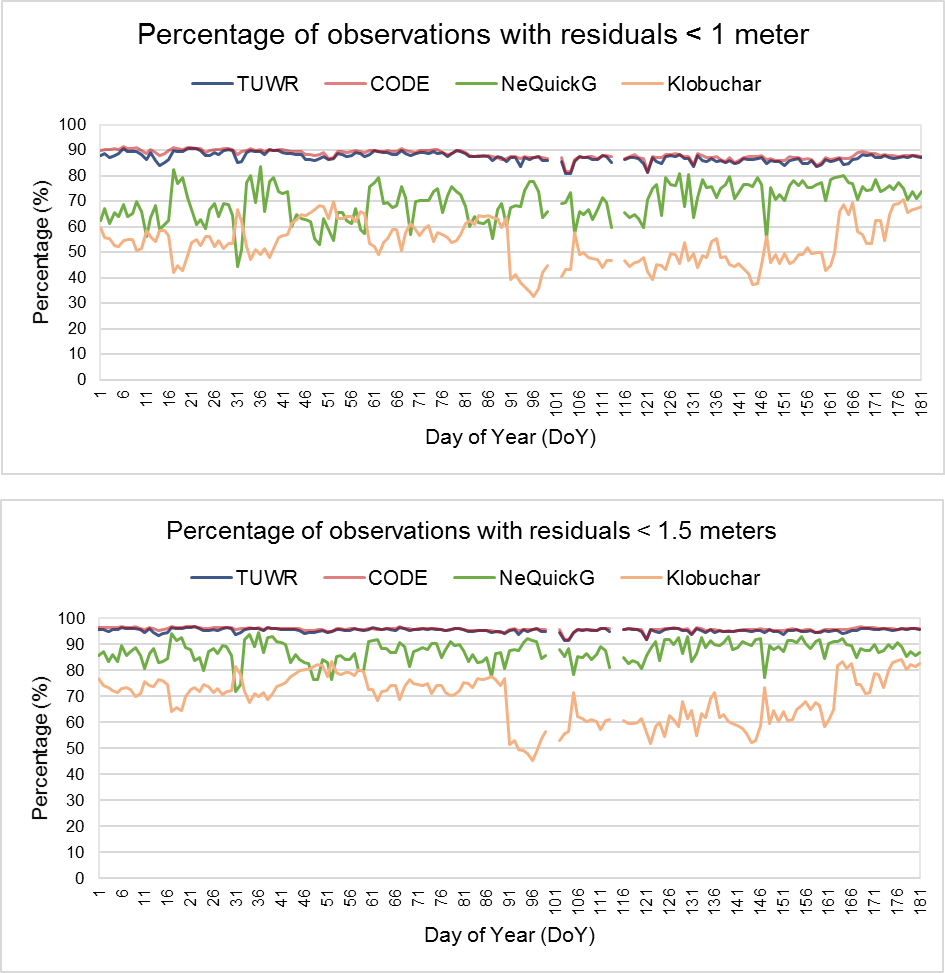 Percentage of observations with residuals < 1 meter
TUWR CODE NeQuickG Klobuchar
100
90
80
70
60
50
40
30
20
10
0
Percentage (%)
1 6 11 16 21 26 31 36 41 46 51 56 61 66 71 76 81 86 91 96 101 106 111 116 121 126 131 136 141 146 151 156 161 166 171 176 181
Day of Year (DoY)
Percentage of observations with residuals < 1.5 meters
TUWR CODE NeQuickG Klobuchar
100
90
80
70
60
50
40
30
20
10
0
Percentage (%)
1 6 11 16 21 26 31 36 41 46 51 56 61 66 71 76 81 86 91 96 101 106 111 116 121 126 131 136 141 146 151 156 161 166 171 176 181
Day of Year (DoY)